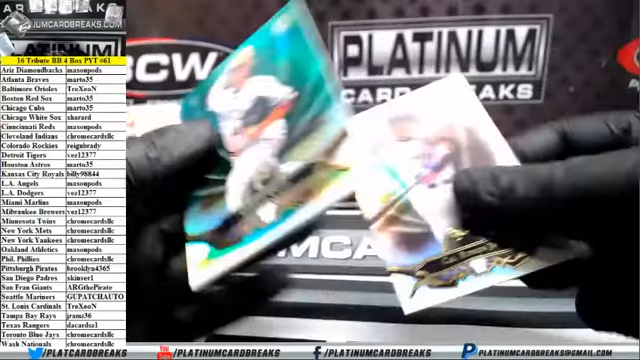 16 Tribute BB 4 Box PYT #61
Ariz Diamondbacks masonpods
Atlanta Braves marto35
Baltimore Orioles TroXeoN
Boston Red Sox marto35
Chicago Cubs marto35
Chicago White Sox sharard
Cincinnati Reds masonpods
Cleveland Indians chromecardsllc
Colorado Rockies reignbrady
Detroit Tigers vez12377
Houston Astros marto35
Kansas City Royals billy98844
L.A. Angels masonpods
L.A. Dodgers vez12377
Miami Marlins masonpods
Milwaukee Brewers vez12377
Minnesota Twins chromecardsllc
New York Mets chromecardsllc
New York Yankees chromecardsllc
Oakland Athletics masonpods
Phil. Phillies chromecardsllc
Pittsburgh Pirates brooklyn4365
San Diego Padres skinser1
San Fran Giants ARGthePirate
Seattle Mariners GUPATCHAUTO
St. Louis Cardinals TroXeoN
Tampa Bay Rays jramz36
Texas Rangers dacardsz1
Toronto Blue Jays chromecardsllc
Wash Nationals chromecardsllc
BCW
PLATINUM
CARDBREAKS
/PLATCARDBREAKS
/PLATINUMCARDBREAKS
/PLATINUMCARDBREAKS
PLATINUMCARDBREAKS@GMAIL.COM